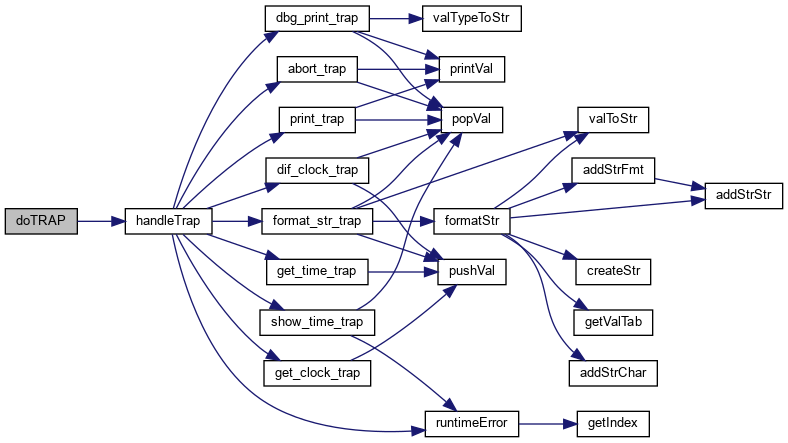 doTRAP
handleTrap
dbg_print_trap
abort_trap
print_trap
dif_clock_trap
format_str_trap
get_time_trap
show_time_trap
get_clock_trap
valTypeToStr
printVal
popVal
formatStr
pushVal
runtimeError
valToStr
addStrFmt
createStr
getValTab
addStrChar
getIndex
addStrStr